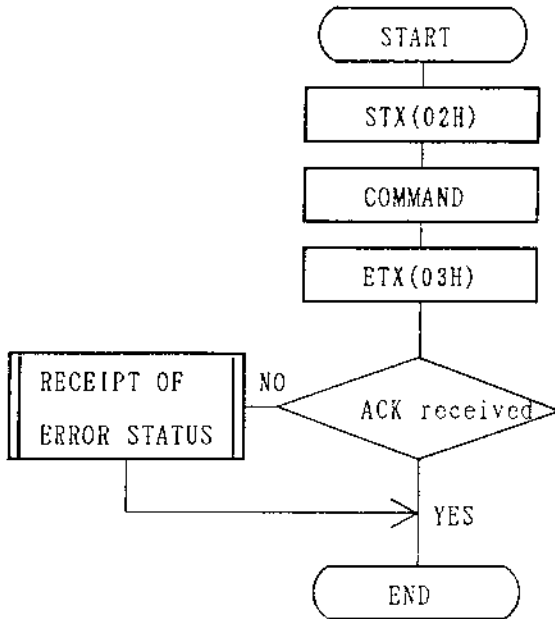 START
STX(02H)
COMMAND
ETX(03H)
ACK received
NO
RECEIPT OF
ERROR STATUS
YES
END